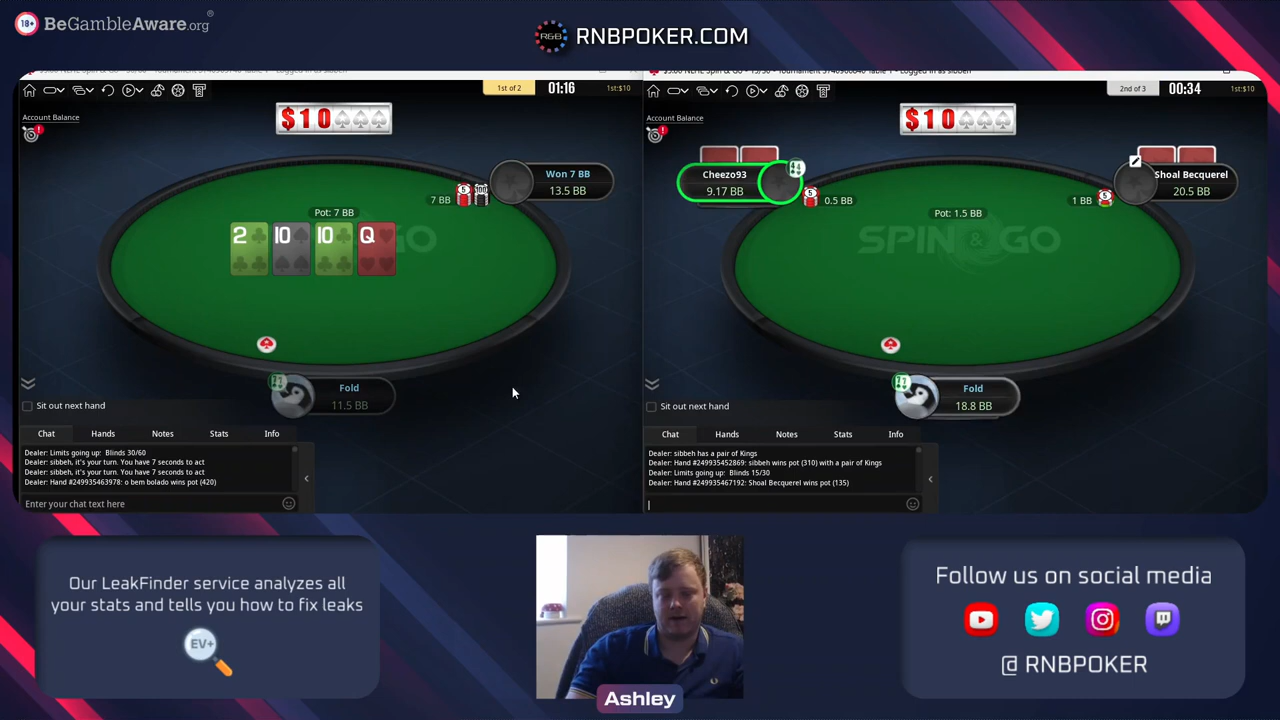 18+ BeGambleAware.org®
R&B RNBPOKER.COM
1st of 2
01:16
1st:$10
Account Balance
$10
Won 7 BB
13.5 BB
7 BB
5
100
Pot: 7 BB
2
10
10
Q
GO
Fold
11.5 BB
Sit out next hand
Chat Hands Notes Stats Info
Dealer: Limits going up: Blinds 30/60
Dealer: sibbeh, it's your turn. You have 7 seconds to act
Dealer: sibbeh, it's your turn. You have 7 seconds to act
Dealer: Hand #249935463978: o bem bolado wins pot (420)
Enter your chat text here
2nd of 3
00:34
1st:$10
Account Balance
$10
Cheezo93
9.17 BB
5
0.5 BB
Shoal Becquerel
20.5 BB
1 BB
5
Pot: 1.5 BB
SPIN & GO
Fold
18.8 BB
Sit out next hand
Chat Hands Notes Stats Info
Dealer: sibbeh has a pair of Kings
Dealer: Hand #249935452869: sibbeh wins pot (310) with a pair of Kings
Dealer: Limits going up: Blinds 15/30
Dealer: Hand #249935467192: Shoal Becquerel wins pot (135)
Our LeakFinder service analyzes all
your stats and tells you how to fix leaks
EV+
Ashley
Follow us on social media
@ RNBPOKER